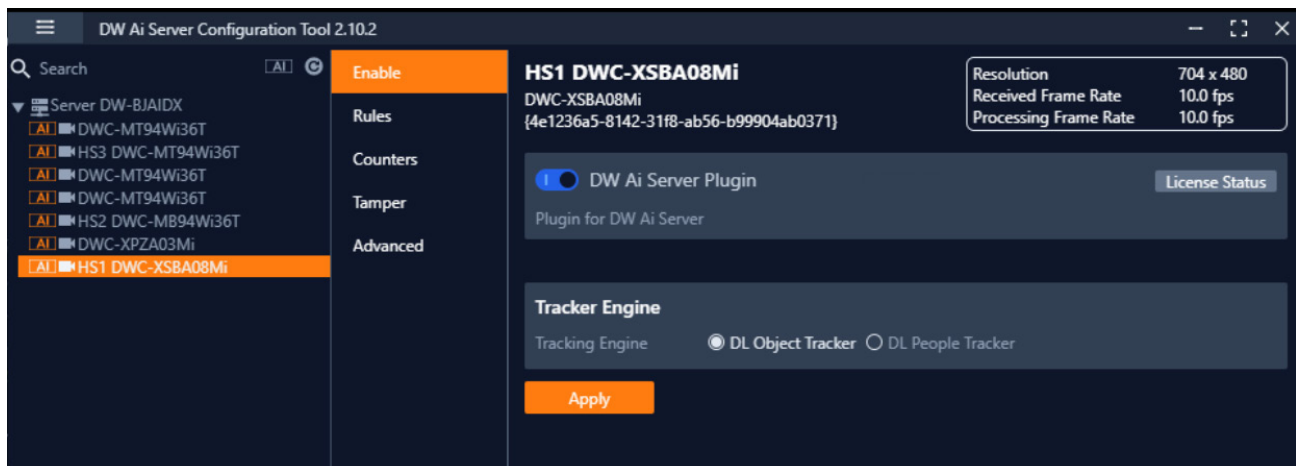 DW Ai Server Configuration Tool 2.10.2
Search AI
Server DW-BJAIDX
AI DWC-MT94Wi36T
AI HS3 DWC-MT94Wi36T
AI DWC-MT94Wi36T
AI DWC-MT94Wi36T
AI HS2 DWC-MB94Wi36T
AI DWC-XPZA03Mi
AI HS1 DWC-XSBA08Mi
Enable
Rules
Counters
Tamper
Advanced
HS1 DWC-XSBA08Mi
DWC-XSBA08Mi
{4e1236a5-8142-31f8-ab56-b99904ab0371}
Resolution 704 x 480
Received Frame Rate 10.0 fps
Processing Frame Rate 10.0 fps
DW Ai Server Plugin
License Status
Plugin for DW Ai Server
Tracker Engine
Tracking Engine DL Object Tracker DL People Tracker
Apply